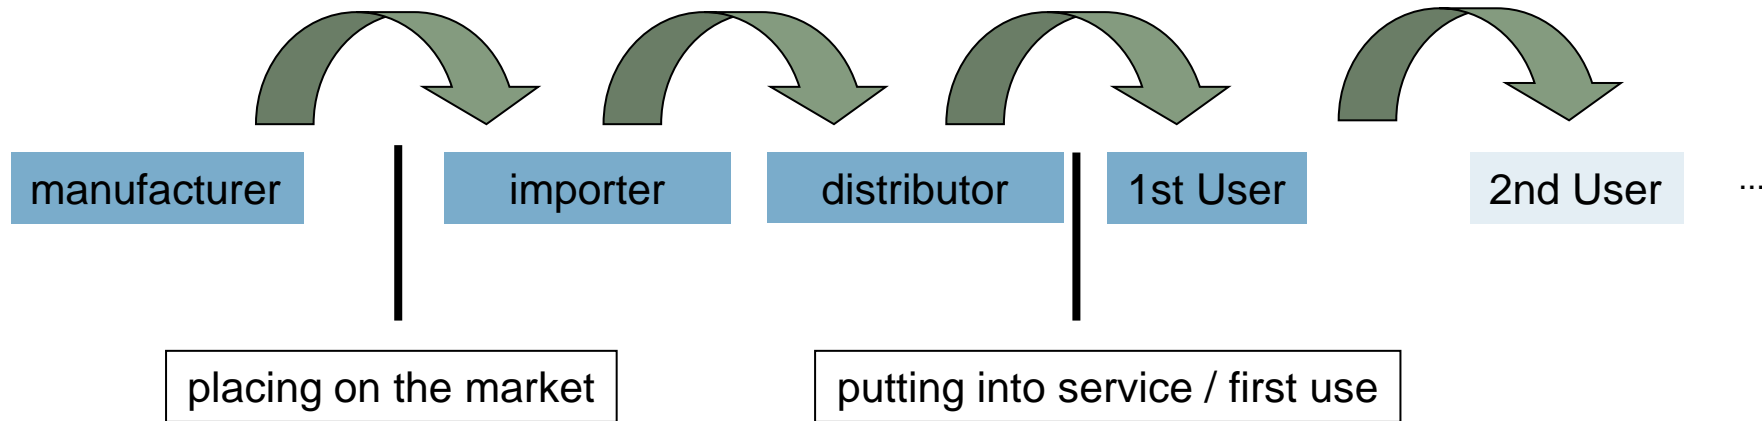 manufacturer
importer
distributor
1st User
2nd User
...
placing on the market
putting into service / first use